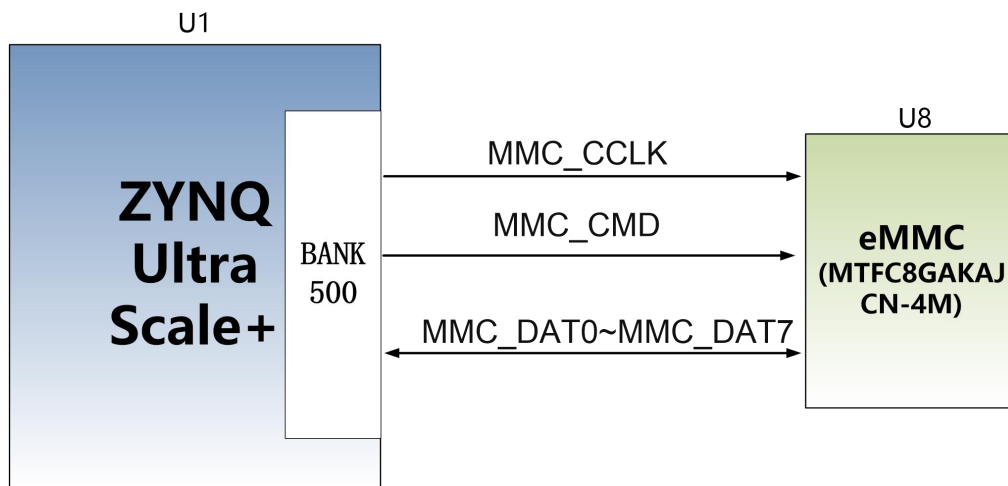 U1
ZYNQ
Ultra
Scale+
BANK
500
MMC_CCLK
MMC_CMD
MMC_DAT0~MMC_DAT7
U8
eMMC
(MTFC8GAKAJ
CN-4M)